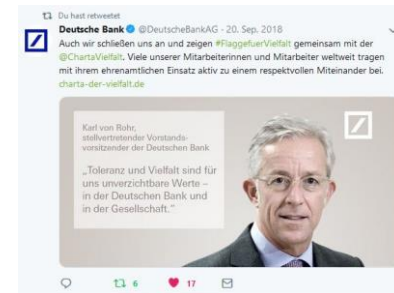 Du hast retweetet
Deutsche Bank @DeutscheBankAG · 20. Sep. 2018
Auch wir schließen uns an und zeigen #FlaggefuerVielfalt gemeinsam mit der
@ChartaVielfalt. Viele unserer Mitarbeiterinnen und Mitarbeiter weltweit tragen
mit ihrem ehrenamtlichen Einsatz aktiv zu einem respektvollen Miteinander bei.
charta-der-vielfalt.de
Karl von Rohr,
stellvertretender Vorstands-
vorsitzender der Deutschen Bank
„Toleranz und Vielfalt sind für
uns unverzichtbare Werte –
in der Deutschen Bank und
in der Gesellschaft.“
6 17